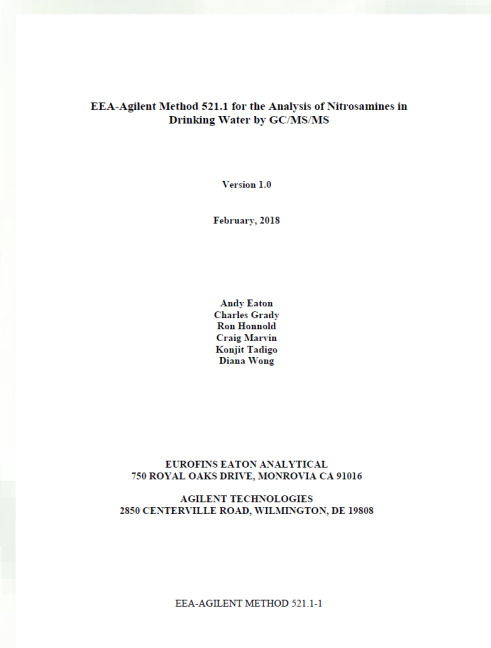 EEA-Agilent Method 521.1 for the Analysis of Nitrosamines in
Drinking Water by GC/MS/MS
Version 1.0
February, 2018
Andy Eaton
Charles Grady
Ron Honnold
Craig Marvin
Konjit Tadigo
Diana Wong
EUROFINS EATON ANALYTICAL
750 ROYAL OAKS DRIVE, MONROVIA CA 91016
AGILENT TECHNOLOGIES
2850 CENTERVILLE ROAD, WILMINGTON, DE 19808
EEA-AGILENT METHOD 521.1-1